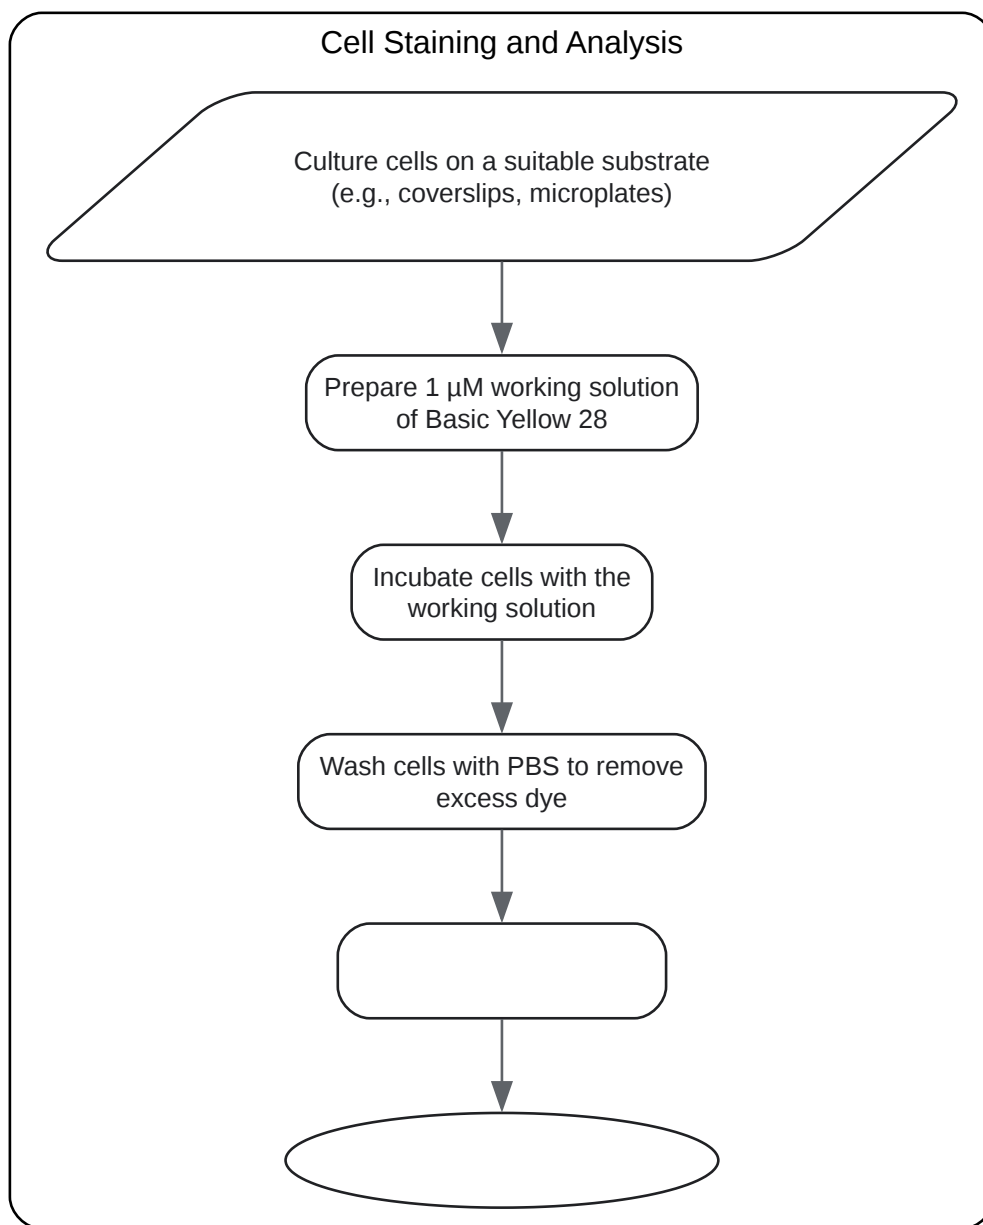 Cell Staining and Analysis
Culture cells on a suitable substrate
(e.g., coverslips, microplates)
Prepare 1 µM working solution
of Basic Yellow 28
Incubate cells with the
working solution
Wash cells with PBS to remove
excess dye